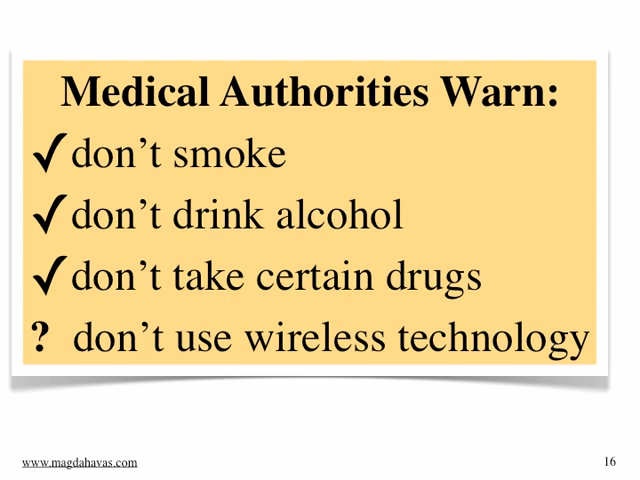 Medical Authorities Warn:
✓ don’t smoke
✓ don’t drink alcohol
✓ don’t take certain drugs
? don’t use wireless technology
www.magdahavas.com
16